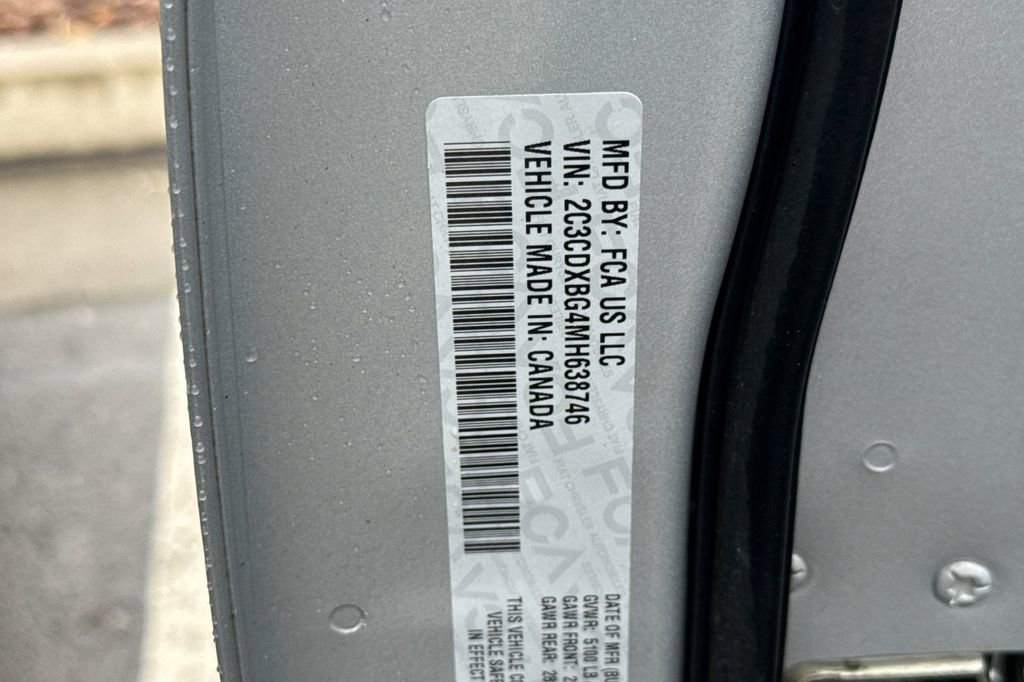 MFD BY: FCA US LLC
VIN: 2C3CDXBG4MH638746
VEHICLE MADE IN: CANADA
DATE OF MFR
GVWR: 5100 LB
GAWR FRONT:
GAWR REAR:
THIS VEHICLE
VEHICLE
IN EFFECT